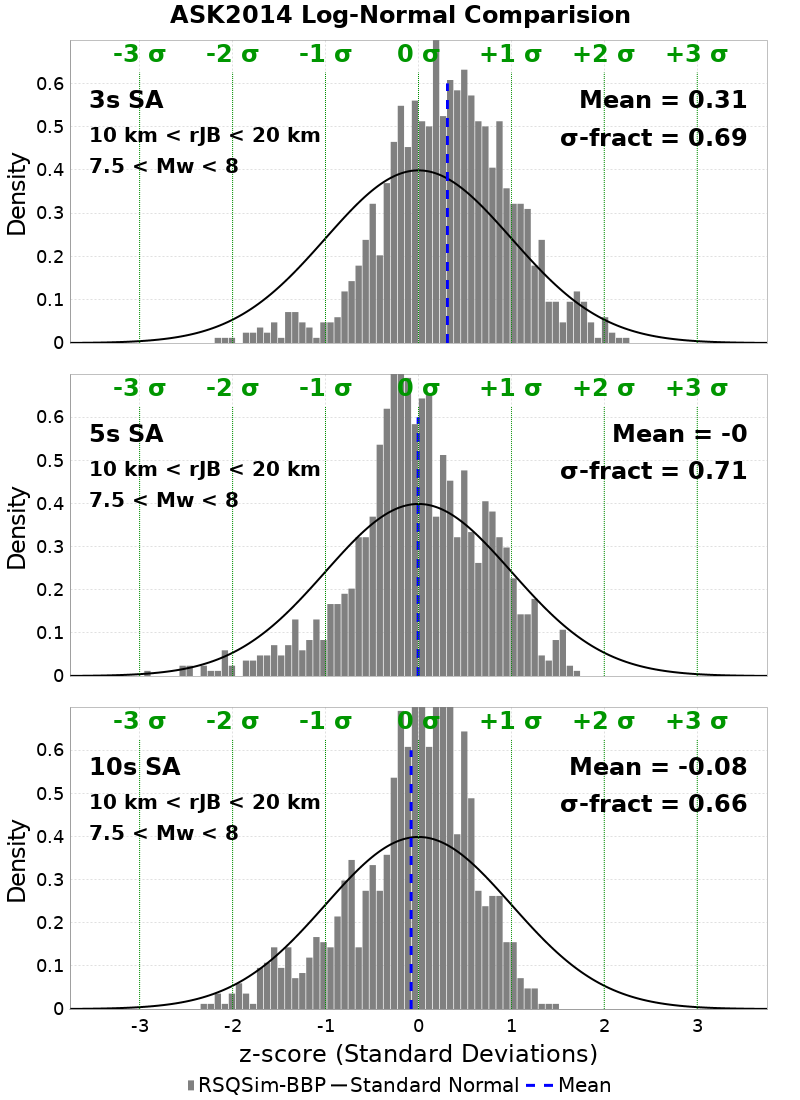 ASK2014 Log-Normal Comparision
-3 σ -2 σ -1 σ 0 σ +1 σ +2 σ +3 σ
3s SA
10 km < rJB < 20 km
7.5 < Mw < 8
Mean = 0.31
σ-fract = 0.69
Density
0.6
0.5
0.4
0.3
0.2
0.1
0
-3 σ -2 σ -1 σ 0 σ +1 σ +2 σ +3 σ
5s SA
10 km < rJB < 20 km
7.5 < Mw < 8
Mean = -0
σ-fract = 0.71
Density
0.6
0.5
0.4
0.3
0.2
0.1
0
-3 σ -2 σ -1 σ 0 σ +1 σ +2 σ +3 σ
10s SA
10 km < rJB < 20 km
7.5 < Mw < 8
Mean = -0.08
σ-fract = 0.66
Density
0.6
0.5
0.4
0.3
0.2
0.1
0
-3 -2 -1 0 1 2 3
z-score (Standard Deviations)
RSQSim-BBP Standard Normal Mean